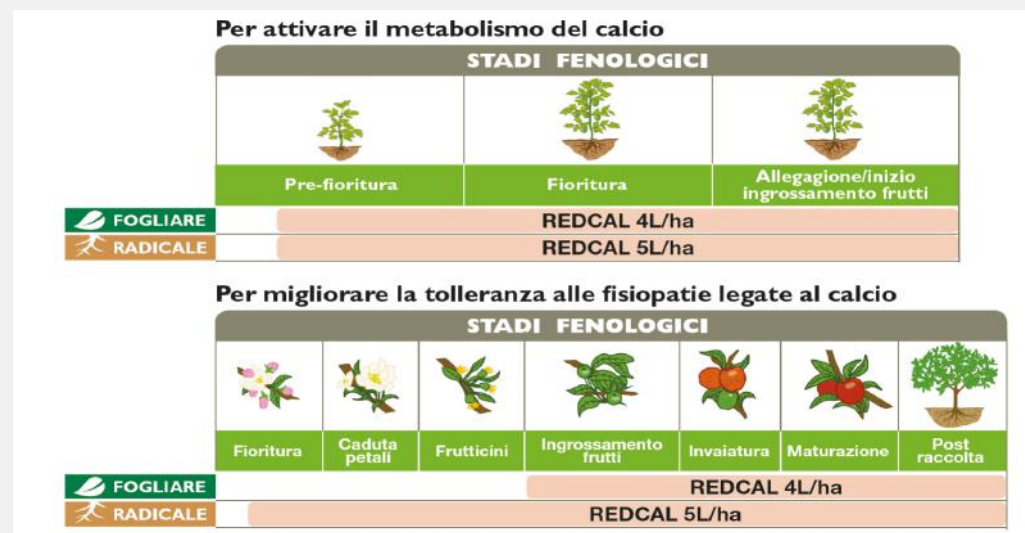 Per attivare il metabolismo del calcio
STADI FENOLOGICI
Pre-fioritura
Fioritura
Allegagione/inizio
ingrossamento frutti
FOGLIARE
REDCAL 4L/ha
RADICALE
REDCAL 5L/ha
Per migliorare la tolleranza alle fisiopatie legate al calcio
STADI FENOLOGICI
Fioritura
Caduta
petali
Frutticini
Ingrossamento
frutti
Invaiatura
Maturazione
Post
raccolta
FOGLIARE
REDCAL 4L/ha
RADICALE
REDCAL 5L/ha